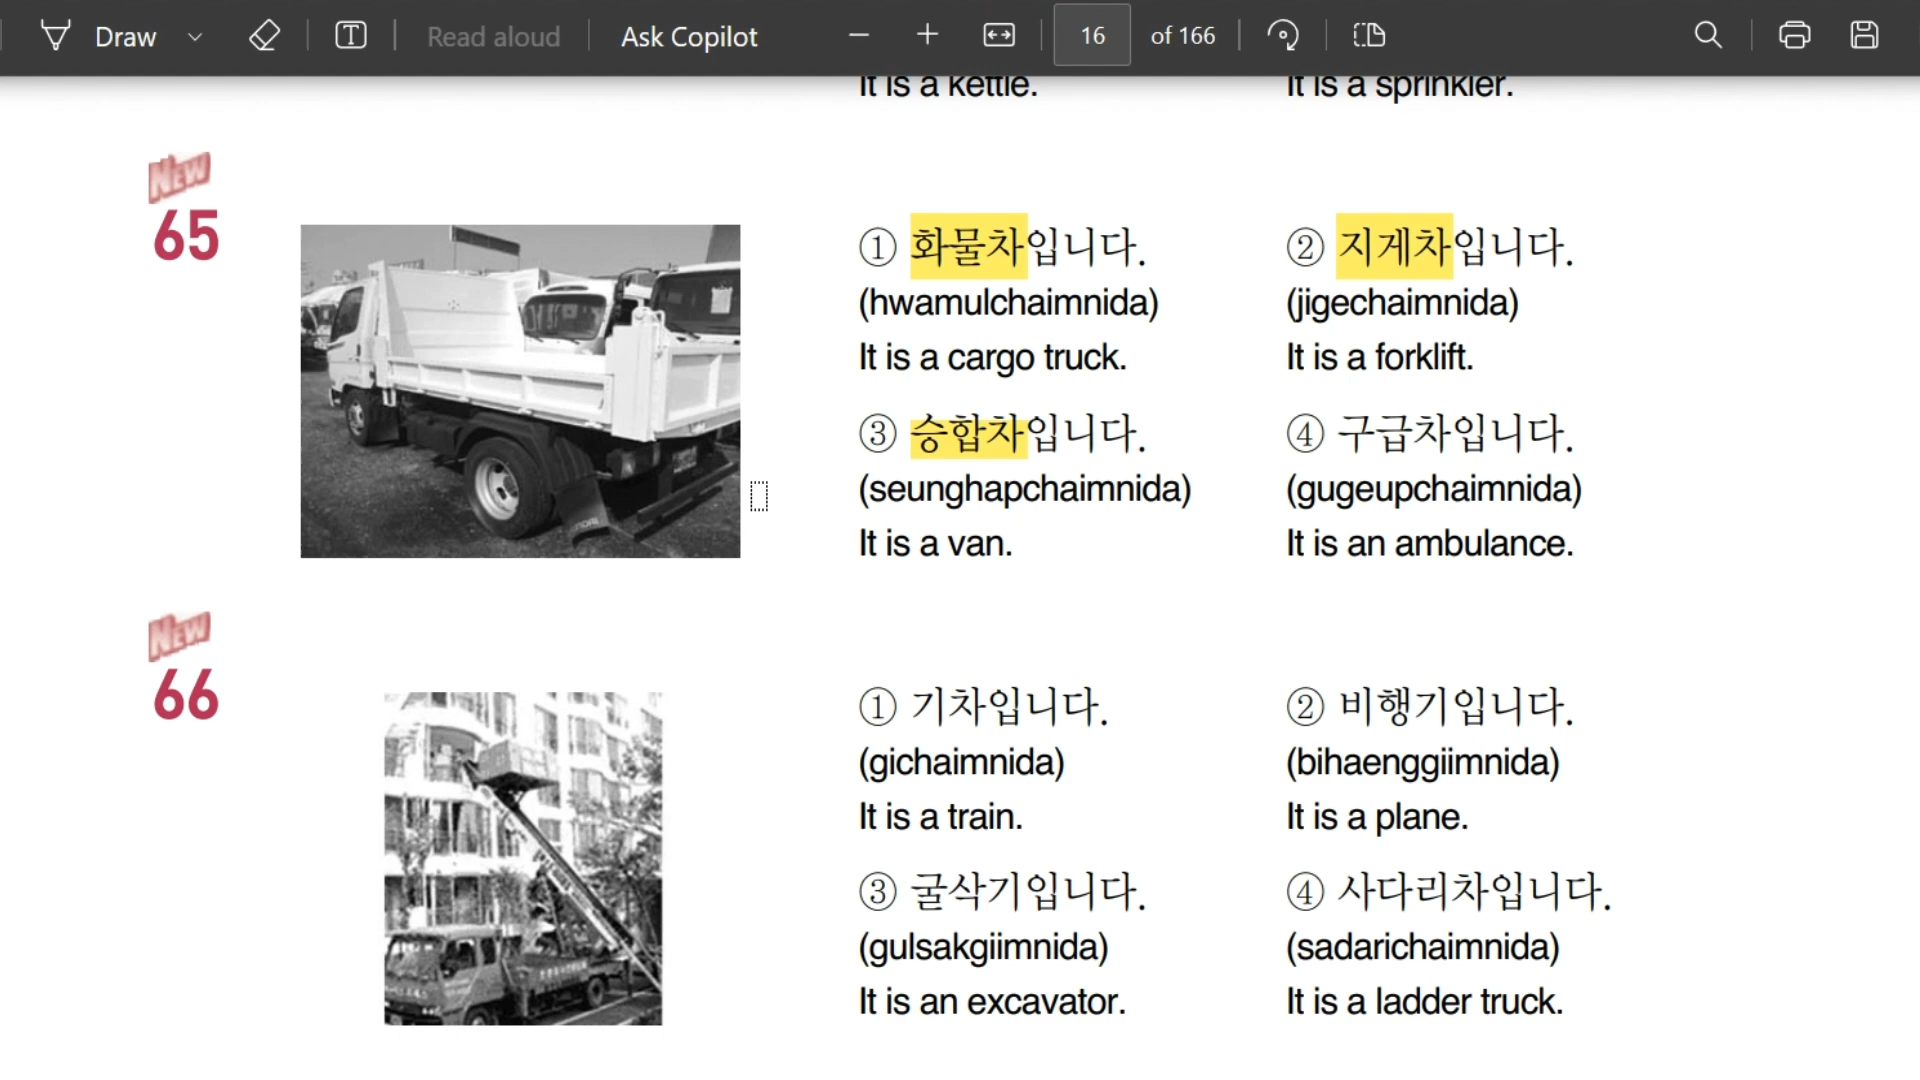 Draw
Read aloud
Ask Copilot
16 of 166
It is a kettle.
It is a sprinkler.
New
65
① 화물차입니다.
(hwamulchaimnida)
It is a cargo truck.
② 지게차입니다.
(jigechaimnida)
It is a forklift.
③ 승합차입니다.
(seunghapchaimnida)
It is a van.
④ 구급차입니다.
(gugeupchaimnida)
It is an ambulance.
New
66
① 기차입니다.
(gichaimnida)
It is a train.
② 비행기입니다.
(bihaenggiimnida)
It is a plane.
③ 굴삭기입니다.
(gulsakgiimnida)
It is an excavator.
④ 사다리차입니다.
(sadarichaimnida)
It is a ladder truck.